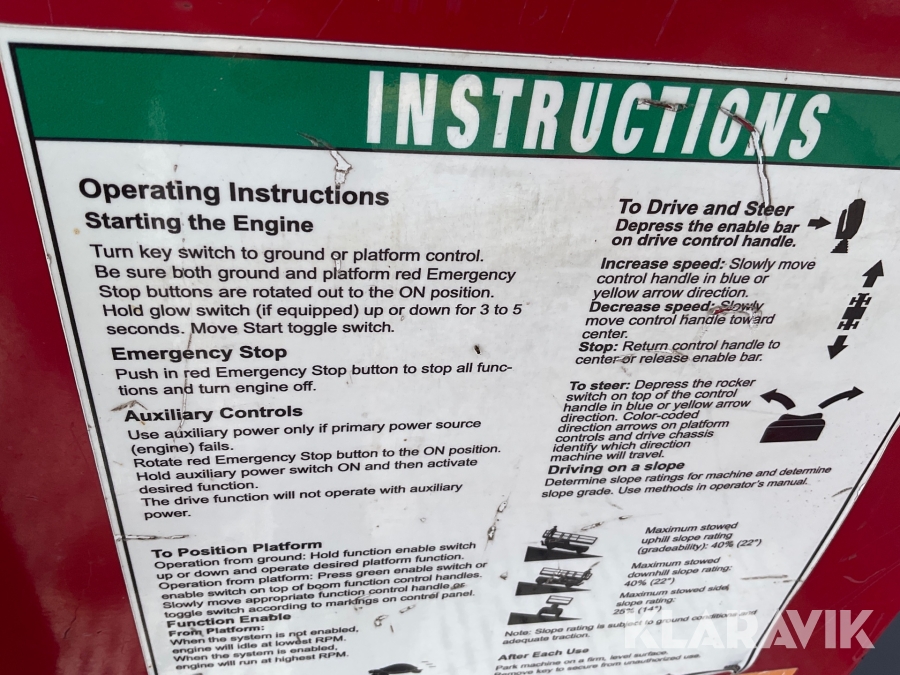 INSTRUCTIONS
Operating Instructions
Starting the Engine
Turn key switch to ground or platform control.
Be sure both ground and platform red Emergency
Stop buttons are rotated out to the ON position.
Hold glow switch (if equipped) up or down for 3 to 5
seconds. Move Start toggle switch.
Emergency Stop
Push in red Emergency Stop button to stop all func-
tions and turn engine off.
Auxiliary Controls
Use auxiliary power only if primary power source
(engine) fails.
Rotate red Emergency Stop button to the ON position.
Hold auxiliary power switch ON and then activate
desired function.
The drive function will not operate with auxiliary
power.
To Position Platform
Operation from ground: Hold function enable switch
up or down and operate desired platform function.
Operation from platform: Press green enable switch or
enable switch on top of boom function control handles.
Slowly move appropriate function control handle or
toggle switch according to markings on control panel.
Function Enable
From Platform:
When the system is not enabled,
engine will idle at lowest RPM.
When the system is enabled,
engine will run at highest RPM.
To Drive and Steer
Depress the enable bar
on drive control handle.
Increase speed: Slowly move
control handle in blue or
yellow arrow direction.
Decrease speed: Slowly
move control handle toward
center.
Stop: Return control handle to
center or release enable bar.
To steer: Depress the rocker
switch on top of the control
handle in blue or yellow arrow
direction. Color-coded
direction arrows on platform
controls and drive chassis
identify which direction
machine will travel.
Driving on a slope
Determine slope ratings for machine and determine
slope grade. Use methods in operator's manual.
Maximum stowed
uphill slope rating
(gradeability): 40% (22°)
Maximum stowed
downhill slope rating:
40% (22°)
Maximum stowed side
slope rating:
25% (14°)
Note: Slope rating is subject to ground conditions and
adequate traction.
After Each Use
Park machine on a firm, level surface.
Remove key to secure from unauthorized use.
KLARAVIK